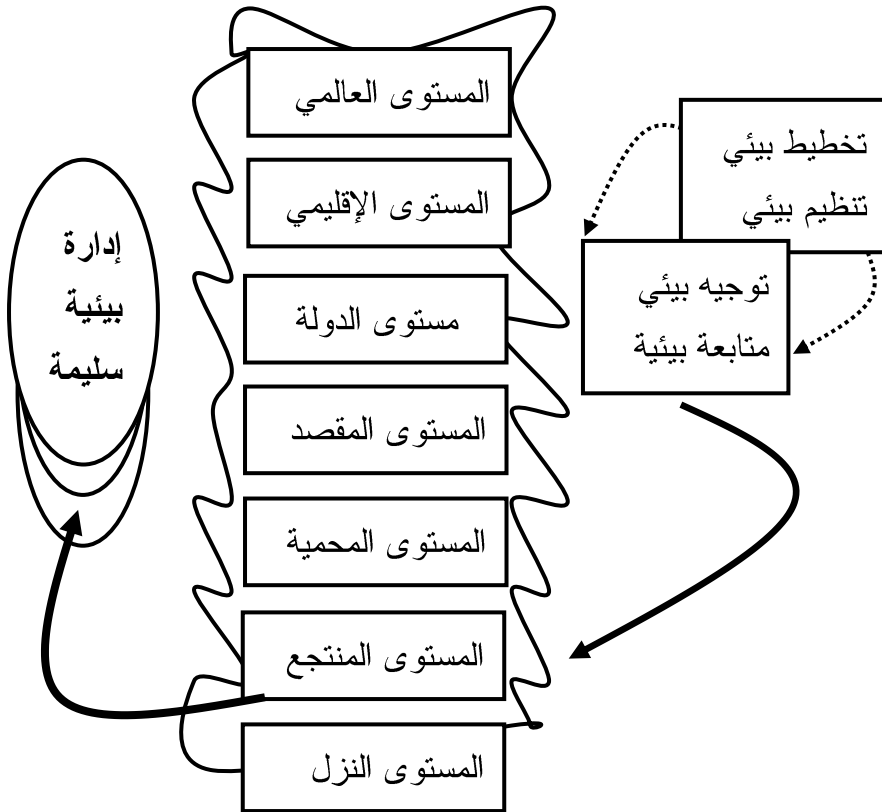 المستوى العالمي
تخطيط بيئي
تنظيم بيئي
المستوى الإقليمي
توجيه بيئي
متابعة بيئية
مستوى الدولة
المستوى المقصد
المستوى المحمية
المستوى المنتجع
المستوى النزل
إدارة
بيئية
سليمة